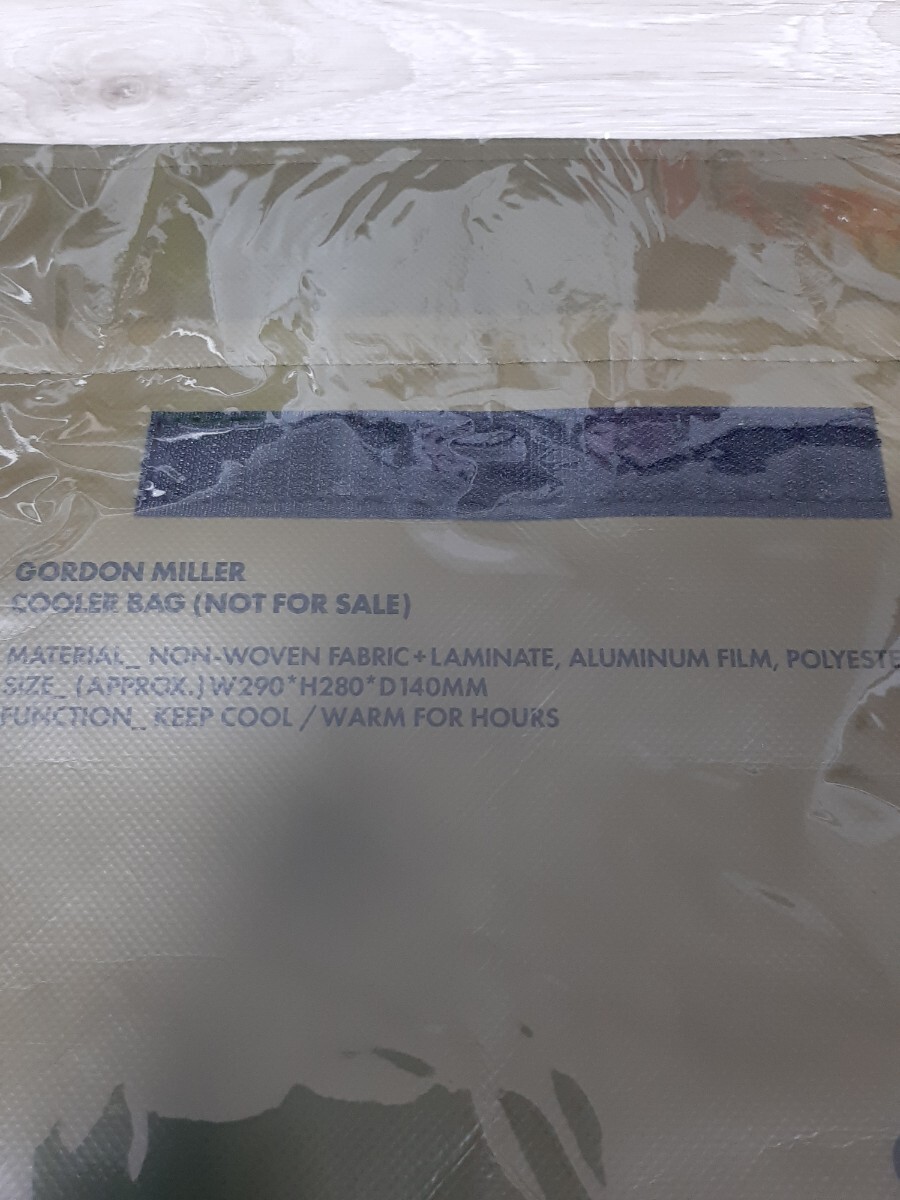 GORDON MILLER
COOLER BAG (NOT FOR SALE)
MATERIAL_ NON-WOVEN FABRIC+LAMINATE, ALUMINUM FILM, POLYESTE
SIZE_ (APPROX.) W290*H280*D140MM
FUNCTION_ KEEP COOL / WARM FOR HOURS